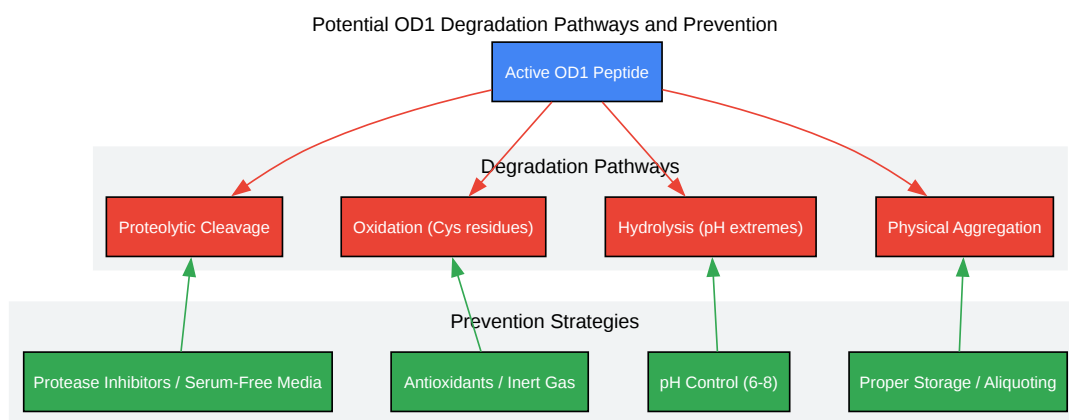 Potential OD1 Degradation Pathways and Prevention
Active OD1 Peptide
Degradation Pathways
Proteolytic Cleavage
Oxidation (Cys residues)
Hydrolysis (pH extremes)
Physical Aggregation
Prevention Strategies
Protease Inhibitors / Serum-Free Media
Antioxidants / Inert Gas
pH Control (6-8)
Proper Storage / Aliquoting